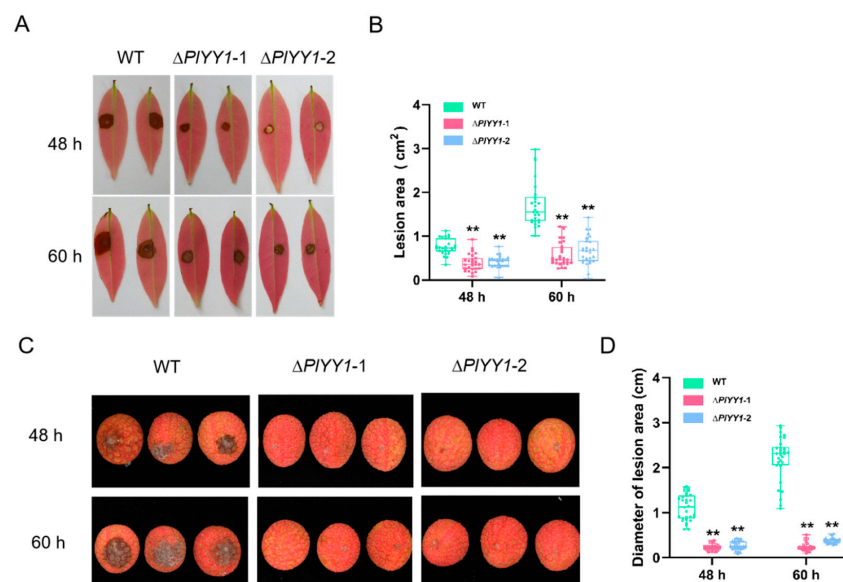 A
WT
ΔPlYY1-1
ΔPlYY1-2
48 h
60 h
B
Lesion area ( cm²)
4
3
2
1
0
WT
ΔPlYY1-1
ΔPlYY1-2
** **
** **
48 h
60 h
C
WT
ΔPlYY1-1
ΔPlYY1-2
48 h
60 h
D
Diameter of lesion area (cm)
4
3
2
1
0
WT
ΔPlYY1-1
ΔPlYY1-2
** **
** **
48 h
60 h